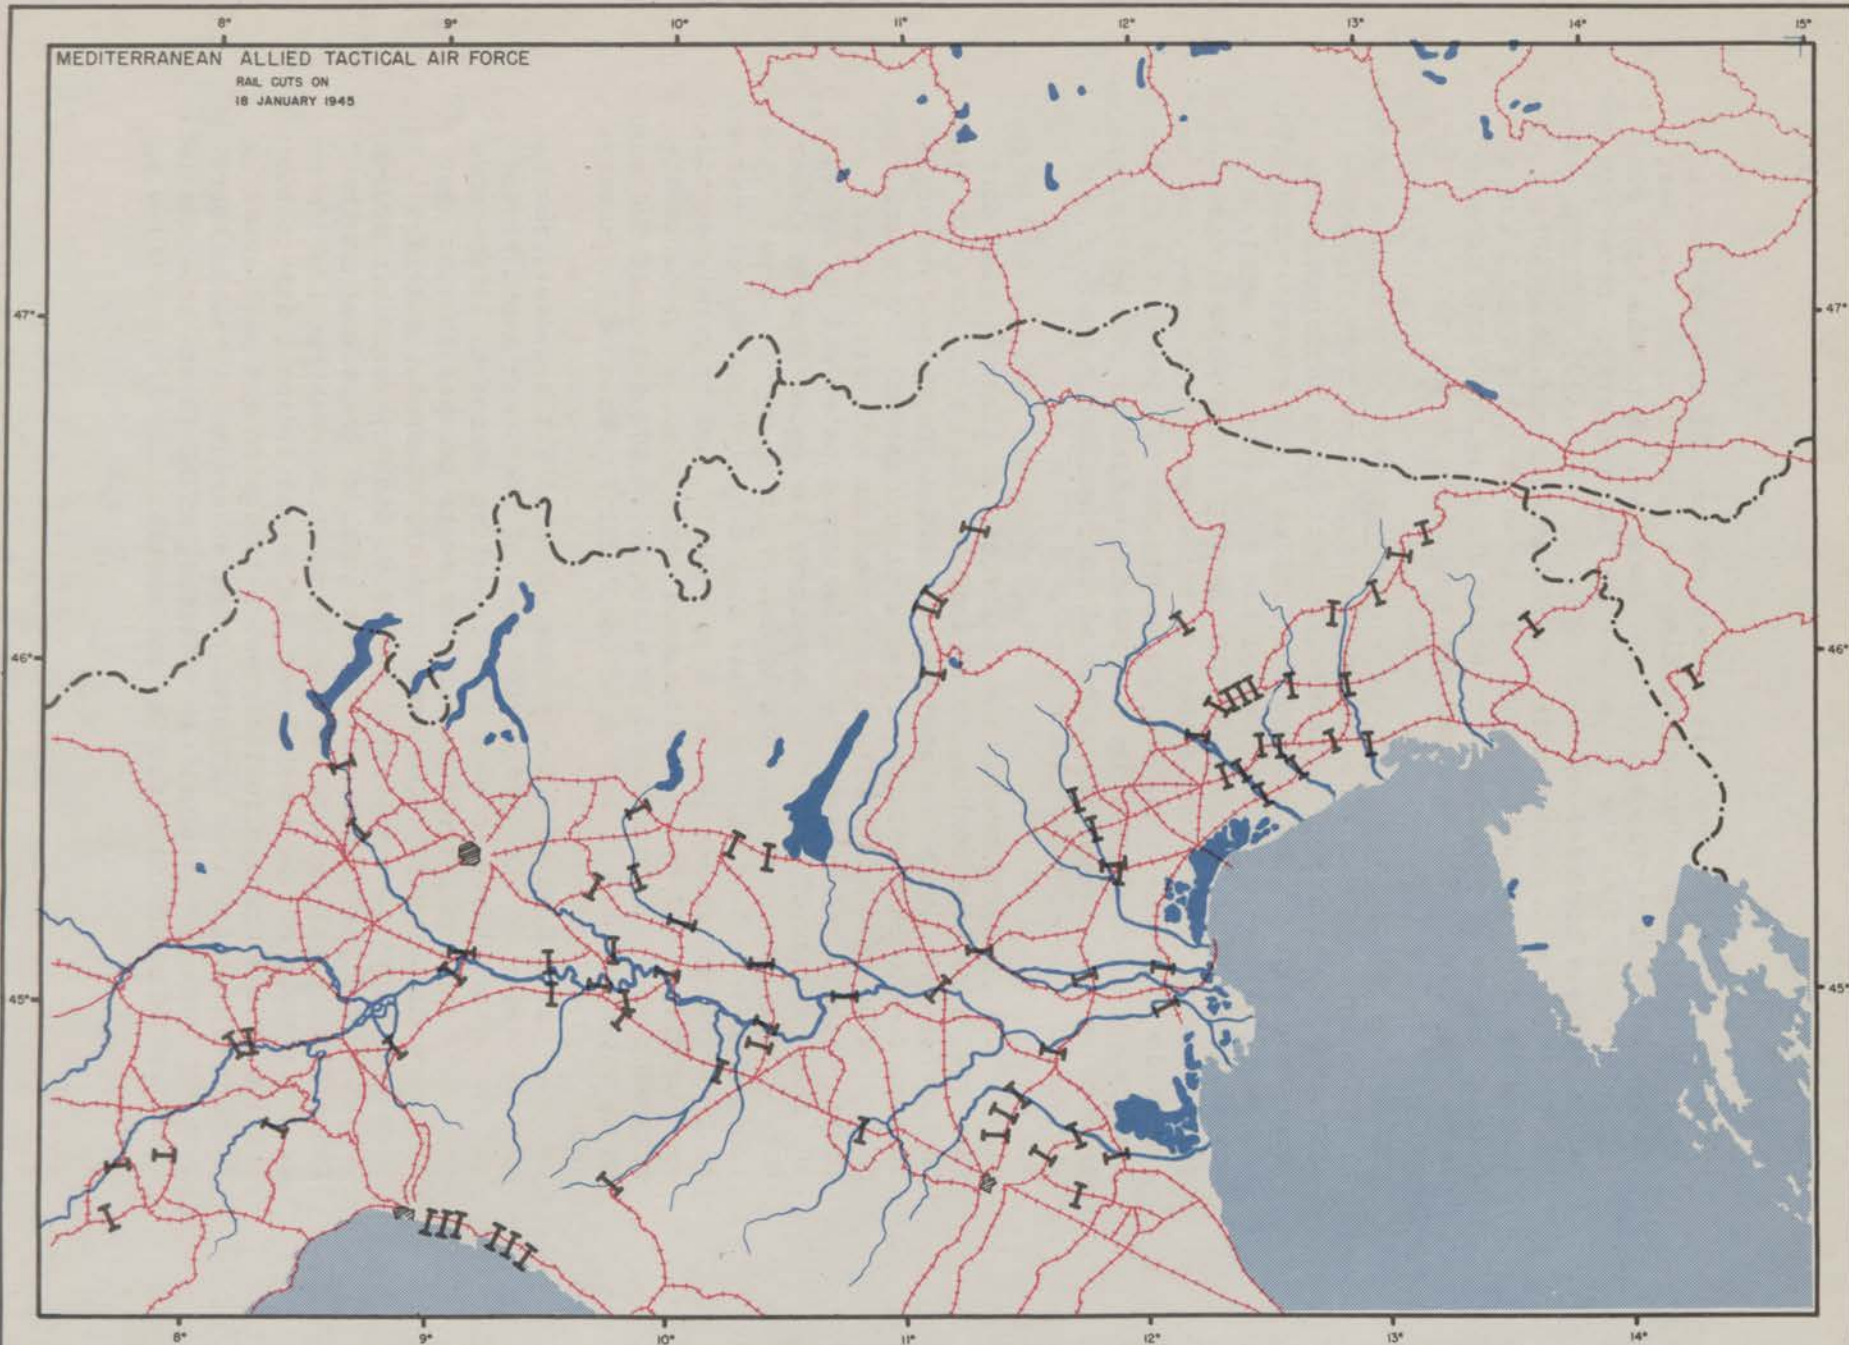 8° 9° 10° 11° 12° 13° 14° 15°
MEDITERRANEAN ALLIED TACTICAL AIR FORCE
RAIL CUTS ON
18 JANUARY 1945
47° 47°
46° 46°
45° 45°
8° 9° 10° 11° 12° 13° 14°